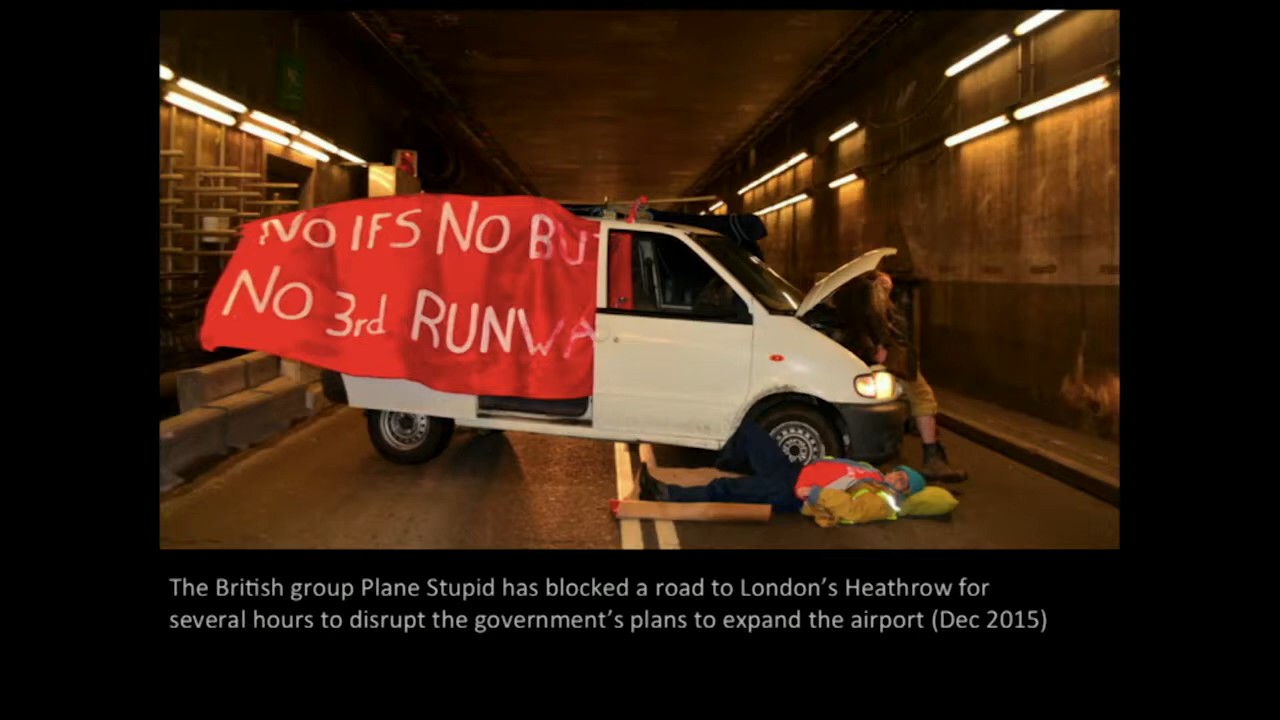 NO IFS NO BUT
NO 3rd RUNWA
The British group Plane Stupid has blocked a road to London's Heathrow for
several hours to disrupt the government's plans to expand the airport (Dec 2015)